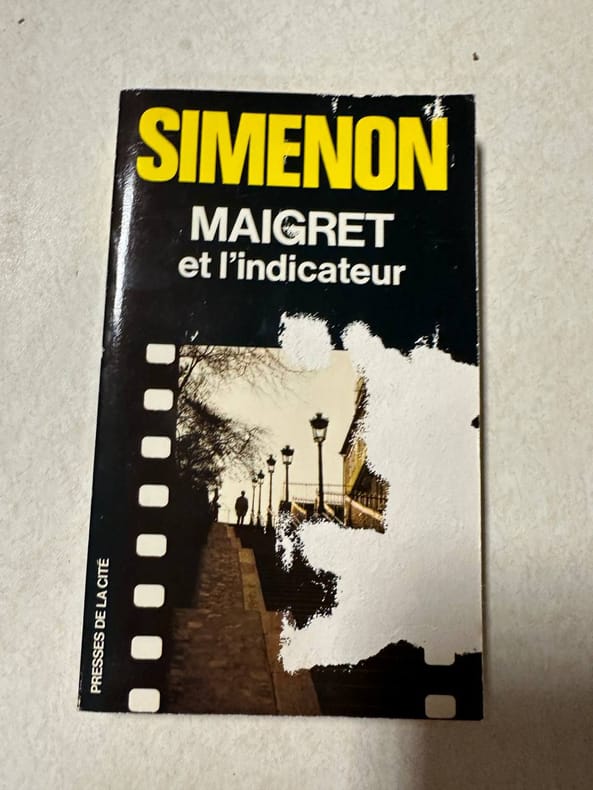 SIMENON
MAIGRET
et l'indicateur
PRESSES DE LA CITÉ